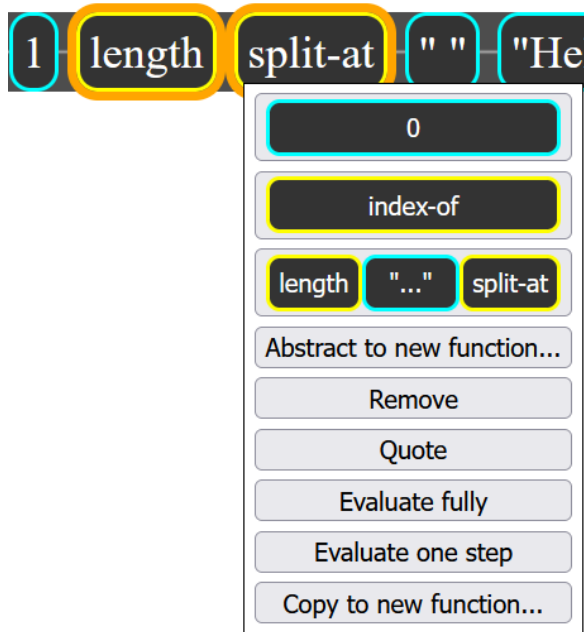 1 length split-at " " "He
0
index-of
length "..." split-at
Abstract to new function...
Remove
Quote
Evaluate fully
Evaluate one step
Copy to new function...